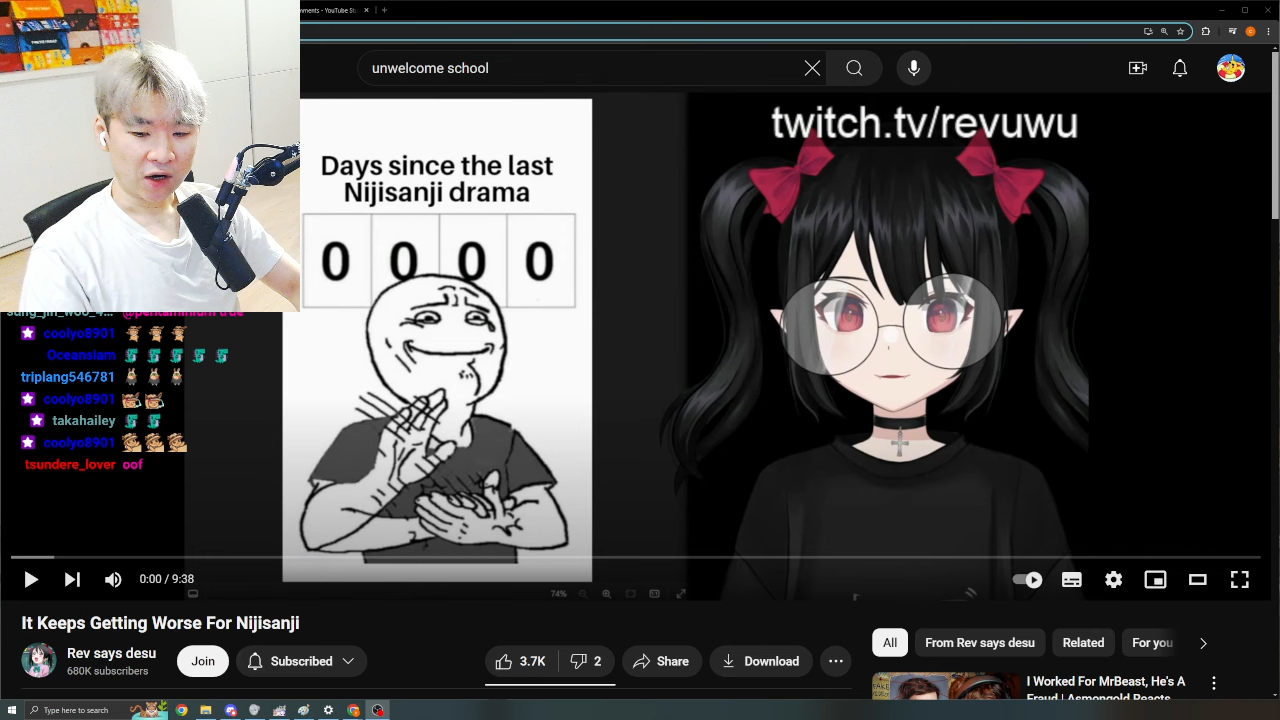 unwelcome school
twitch.tv/revuwu
Days since the last
Nijisanji drama
0 0 0 0
@pentaminium true
coolyo8901
Oceansiam
triplang546781
coolyo8901
takahailey
coolyo8901
tsundere_lover oof
0:00 / 9:38
74%
It Keeps Getting Worse For Nijisanji
Rev says desu
680K subscribers
Join
Subscribed
3.7K
2
Share
Download
All
From Rev says desu
Related
For you
I Worked For MrBeast, He's A
Fraud | Asmongold Reacts
Type here to search